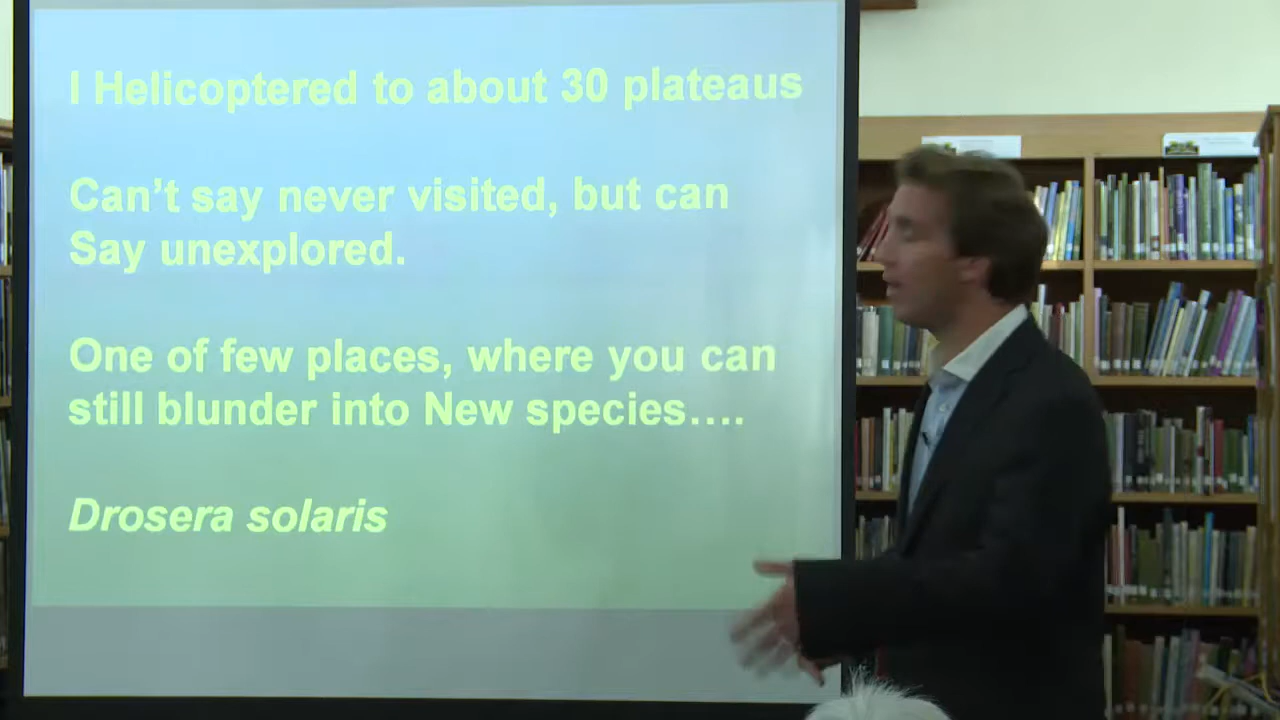 I Helicoptered to about 30 plateaus
Can't say never visited, but can
Say unexplored.
One of few places, where you can
still blunder into New species....
Drosera solaris